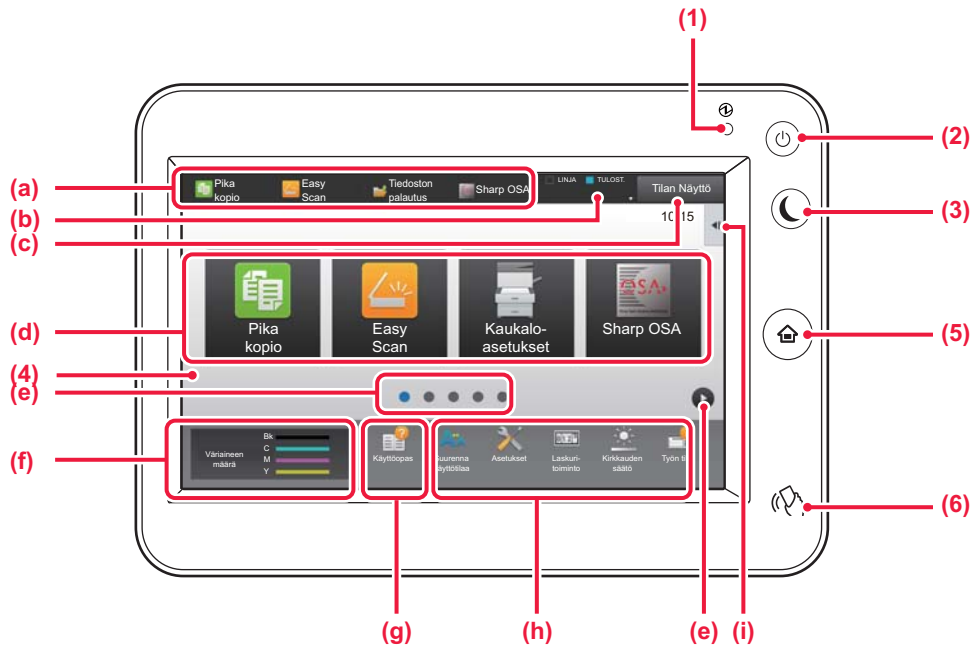 (1)
(2)
(a)
Pika kopio
Easy Scan
Tiedoston palautus
Sharp OSA
LINJA
TULOST.
Tilan Näyttö
(b)
(3)
(c)
10:15
(d)
Pika
kopio
Easy
Scan
Kaukalo-
asetukset
Sharp OSA
(5)
(4)
(e)
(f)
Väriaineen
määrä
Bk
C
M
Y
Käyttöopas
Asetukset
Laskuri-
toiminto
Kirkkauden
säätö
(6)
(g)
(h)
(e)
(i)